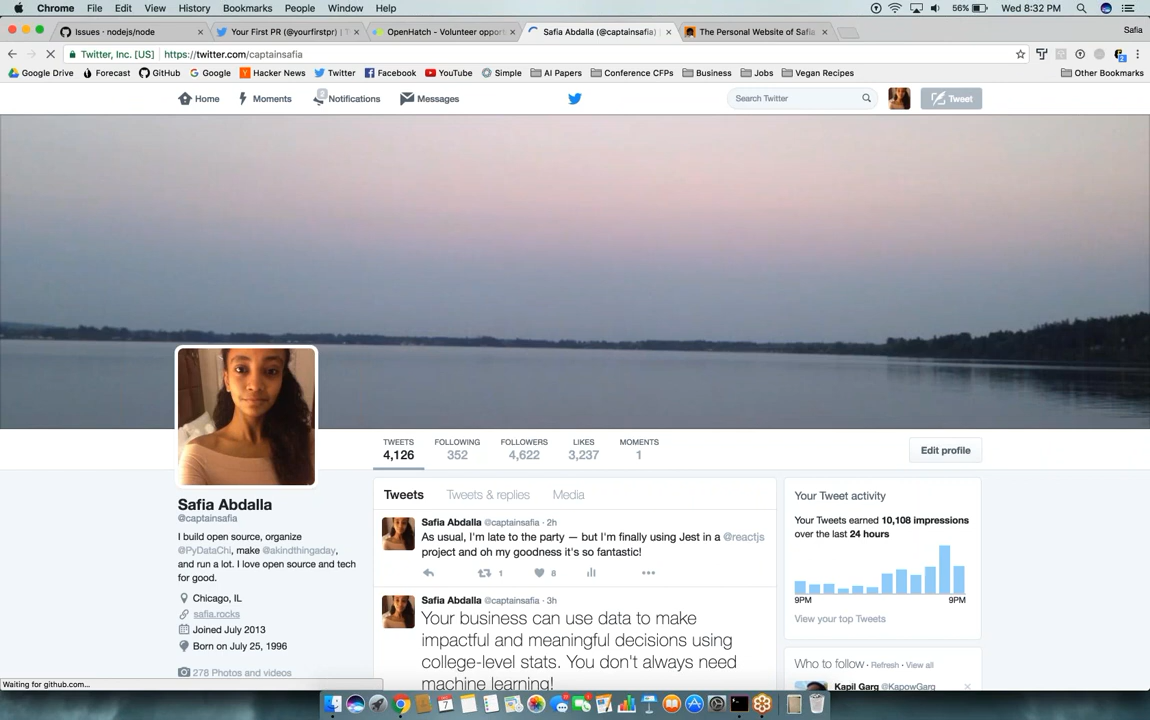 Chrome File Edit View History Bookmarks People Window Help 56% Wed 8:32 PM
Issues · nodejs/node Your First PR (@yourfirstpr) | T OpenHatch - Volunteer opport Safia Abdalla (@captainsafia) | The Personal Website of Safia Safia
Twitter, Inc. [US] https://twitter.com/captainsafia
Google Drive Forecast GitHub Google Hacker News Twitter Facebook YouTube Simple AI Papers Conference CFPs Business Jobs Vegan Recipes Other Bookmarks
Home Moments Notifications Messages Search Twitter Tweet
TWEETS FOLLOWING FOLLOWERS LIKES MOMENTS
4,126 352 4,622 3,237 1
Edit profile
Safia Abdalla
@captainsafia
I build open source, organize
@PyDataChi, make @akindthingaday,
and run a lot. I love open source and tech
for good.
Chicago, IL
safia.rocks
Joined July 2013
Born on July 25, 1996
278 Photos and videos
Tweets Tweets & replies Media
Safia Abdalla @captainsafia · 2h
As usual, I'm late to the party — but I'm finally using Jest in a @reactjs
project and oh my goodness it's so fantastic!
1 6
Safia Abdalla @captainsafia · 3h
Your business can use data to make
impactful and meaningful decisions using
college-level stats. You don't always need
machine learning!
Your Tweet activity
Your Tweets earned 10,108 impressions
over the last 24 hours
9PM 9PM
View your top Tweets
Who to follow · Refresh · View all
Kapil Garg @KapowGarg
Waiting for github.com...